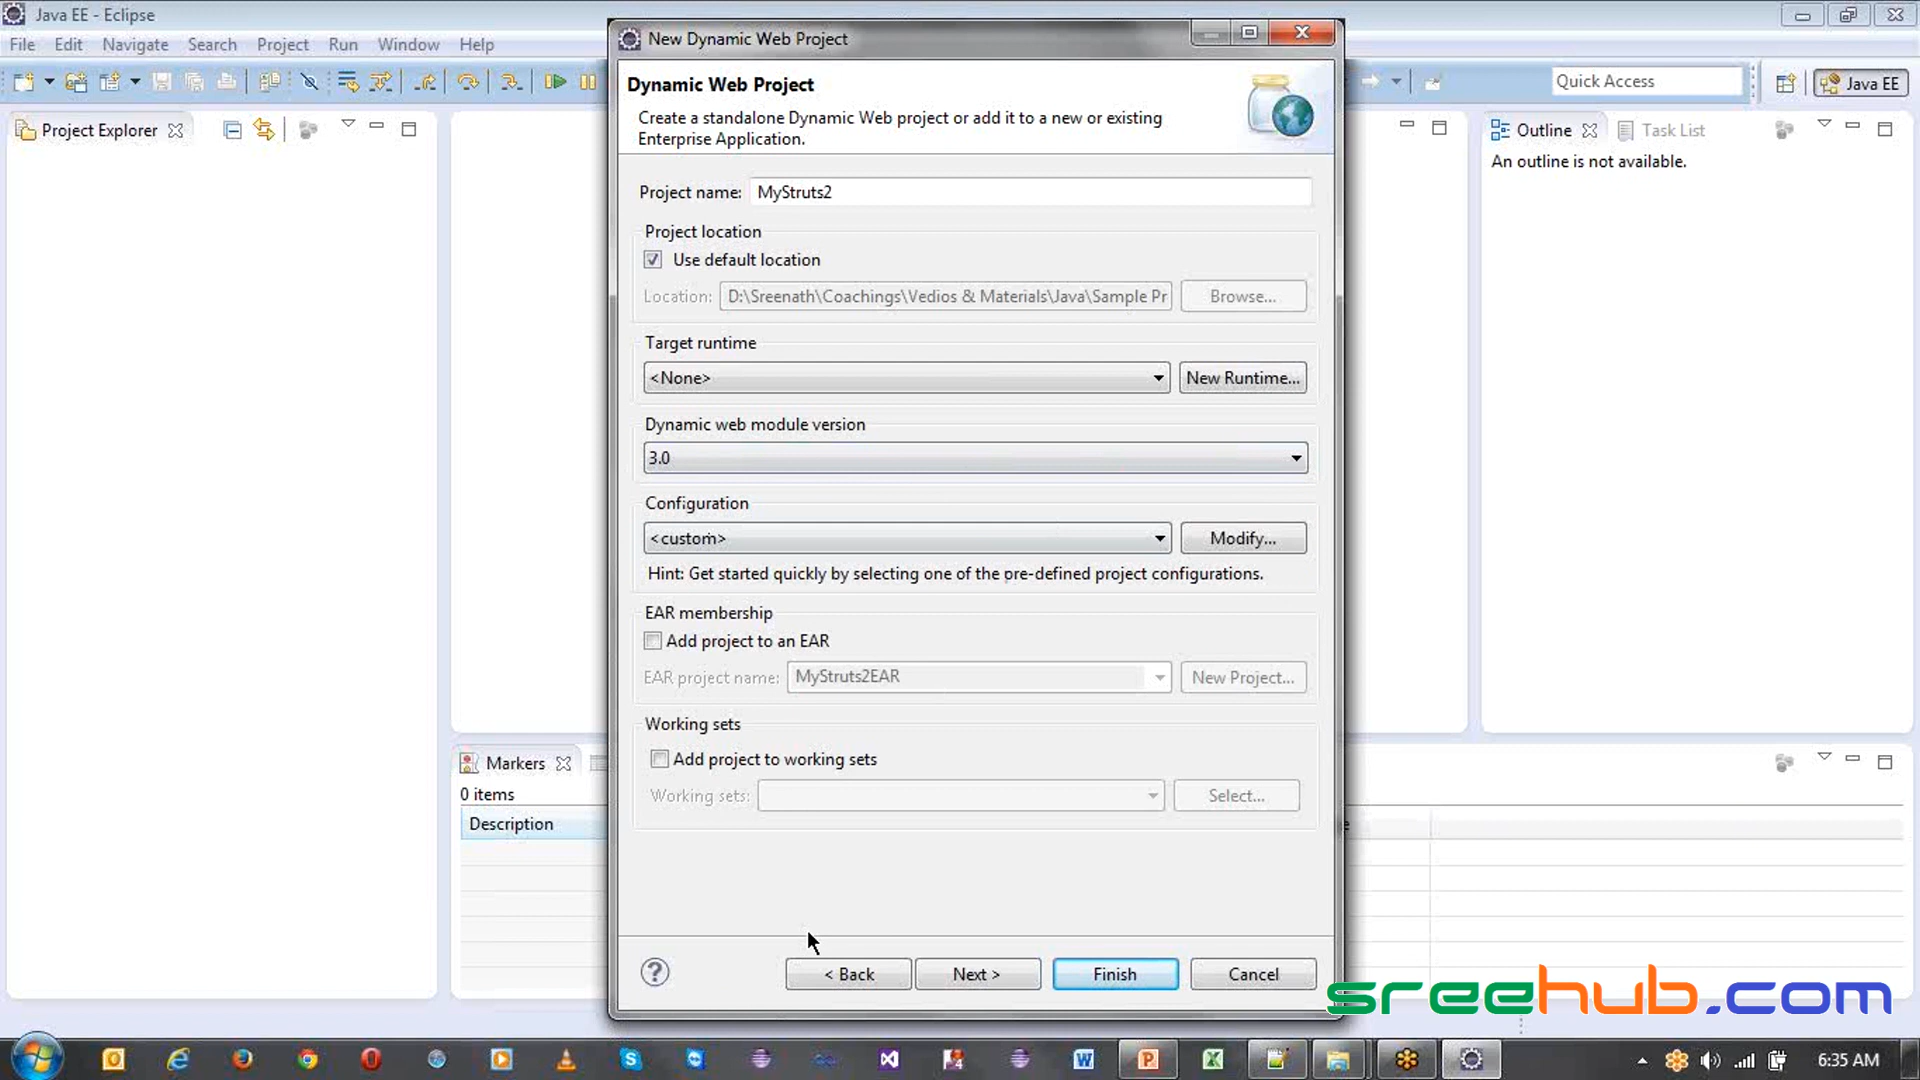 Java EE - Eclipse
File Edit Navigate Search Project Run Window Help
Quick Access
Java EE
Project Explorer
Outline
Task List
An outline is not available.
New Dynamic Web Project
Dynamic Web Project
Create a standalone Dynamic Web project or add it to a new or existing
Enterprise Application.
Project name: MyStruts2
Project location
Use default location
Location: D:\Sreenath\Coachings\Vedios & Materials\Java\Sample Pr
Browse...
Target runtime
<None>
New Runtime...
Dynamic web module version
3.0
Configuration
<custom>
Modify...
Hint: Get started quickly by selecting one of the pre-defined project configurations.
EAR membership
Add project to an EAR
EAR project name: MyStruts2EAR
New Project...
Working sets
Add project to working sets
Working sets:
Select...
Markers
0 items
Description
< Back
Next >
Finish
Cancel
sreehub.com
6:35 AM